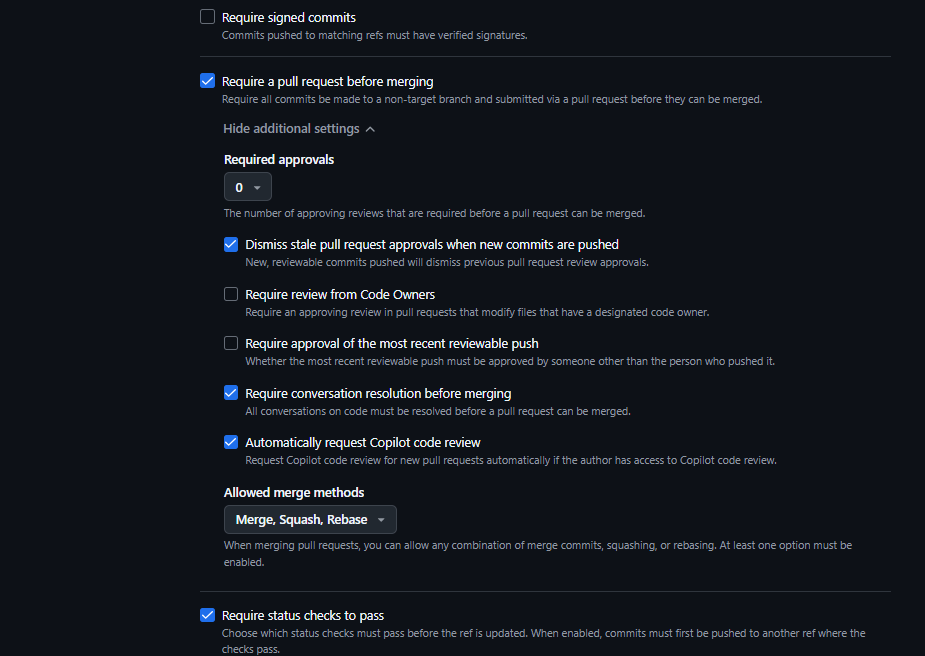 Require signed commits
Commits pushed to matching refs must have verified signatures.
Require a pull request before merging
Require all commits be made to a non-target branch and submitted via a pull request before they can be merged.
Hide additional settings
Required approvals
0
The number of approving reviews that are required before a pull request can be merged.
Dismiss stale pull request approvals when new commits are pushed
New, reviewable commits pushed will dismiss previous pull request review approvals.
Require review from Code Owners
Require an approving review in pull requests that modify files that have a designated code owner.
Require approval of the most recent reviewable push
Whether the most recent reviewable push must be approved by someone other than the person who pushed it.
Require conversation resolution before merging
All conversations on code must be resolved before a pull request can be merged.
Automatically request Copilot code review
Request Copilot code review for new pull requests automatically if the author has access to Copilot code review.
Allowed merge methods
Merge, Squash, Rebase
When merging pull requests, you can allow any combination of merge commits, squashing, or rebasing. At least one option must be
enabled.
Require status checks to pass
Choose which status checks must pass before the ref is updated. When enabled, commits must first be pushed to another ref where the
checks pass.